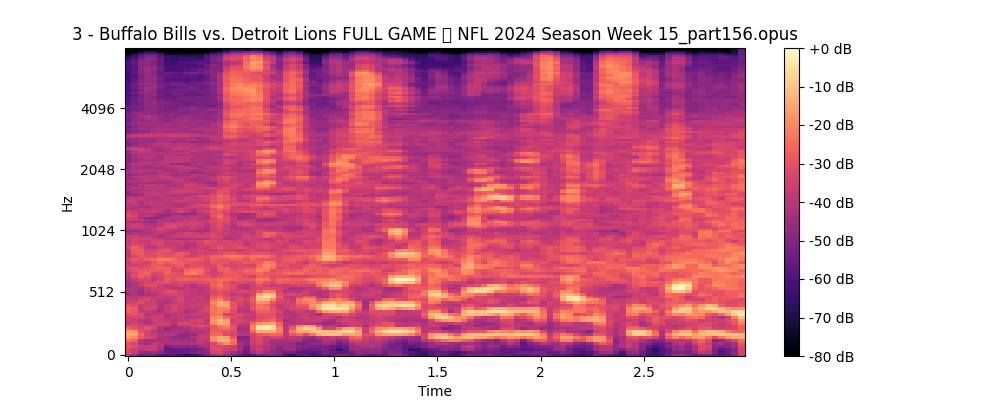 3 - Buffalo Bills vs. Detroit Lions FULL GAME  NFL 2024 Season Week 15_part156.opus
+0 dB
-10 dB
-20 dB
-30 dB
-40 dB
-50 dB
-60 dB
-70 dB
-80 dB
4096
2048
1024
512
0
Hz
0
0.5
1
1.5
2
2.5
Time